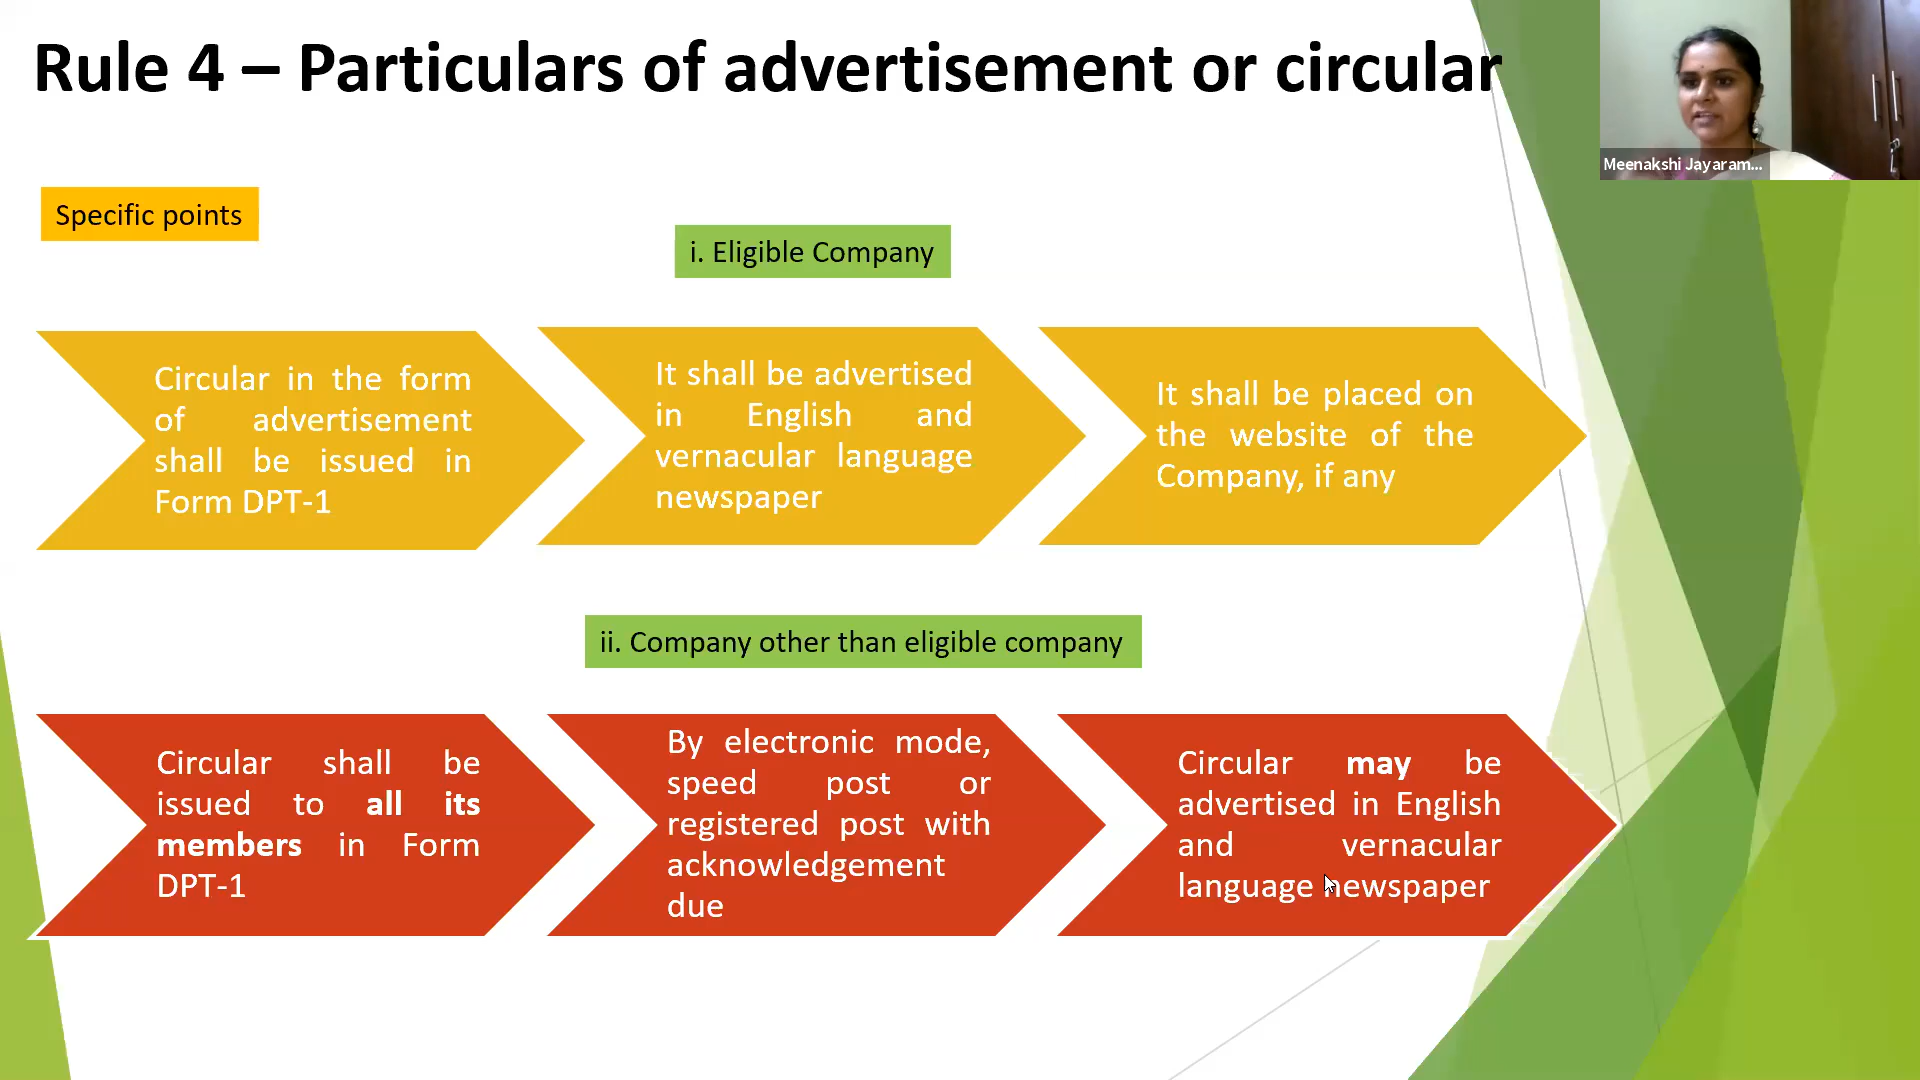 Rule 4 – Particulars of advertisement or circular
Meenakshi Jayaram...
Specific points
i. Eligible Company
Circular in the form
of advertisement
shall be issued in
Form DPT-1
It shall be advertised
in English and
vernacular language
newspaper
It shall be placed on
the website of the
Company, if any
ii. Company other than eligible company
Circular shall be
issued to all its
members in Form
DPT-1
By electronic mode,
speed post or
registered post with
acknowledgement
due
Circular may be
advertised in English
and vernacular
language newspaper